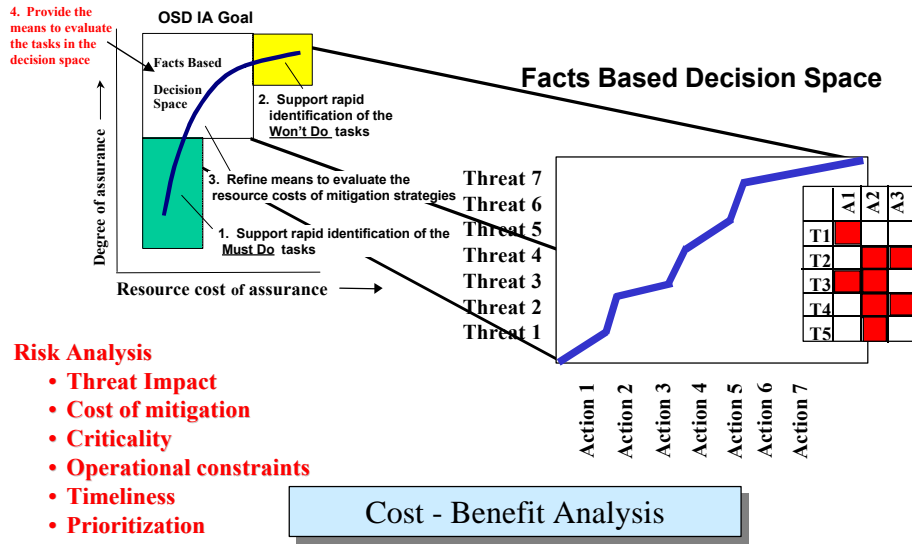 4. Provide the
means to evaluate
the tasks in the
decision space
OSD IA Goal
Facts Based
Decision Space
2. Support rapid
identification of the
Won't Do tasks
3. Refine means to evaluate the
resource costs of mitigation strategies
1. Support rapid identification of the
Must Do tasks
Degree of assurance
Resource cost of assurance
Facts Based Decision Space
Threat 7
Threat 6
Threat 5
Threat 4
Threat 3
Threat 2
Threat 1
Action 1
Action 2
Action 3
Action 4
Action 5
Action 6
Action 7
A1 A2 A3
T1
T2
T3
T4
T5
Risk Analysis
• Threat Impact
• Cost of mitigation
• Criticality
• Operational constraints
• Timeliness
• Prioritization
Cost - Benefit Analysis